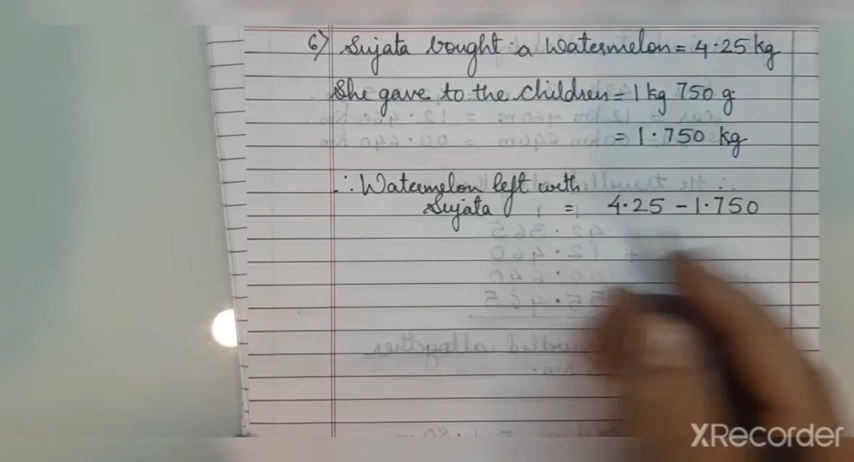 6) Sujata bought a Watermelon = 4.25 kg
She gave to the children = 1 kg 750 g.
= 1.750 kg
∴ Watermelon left with
Sujata = 4.25 - 1.750
XRecorder